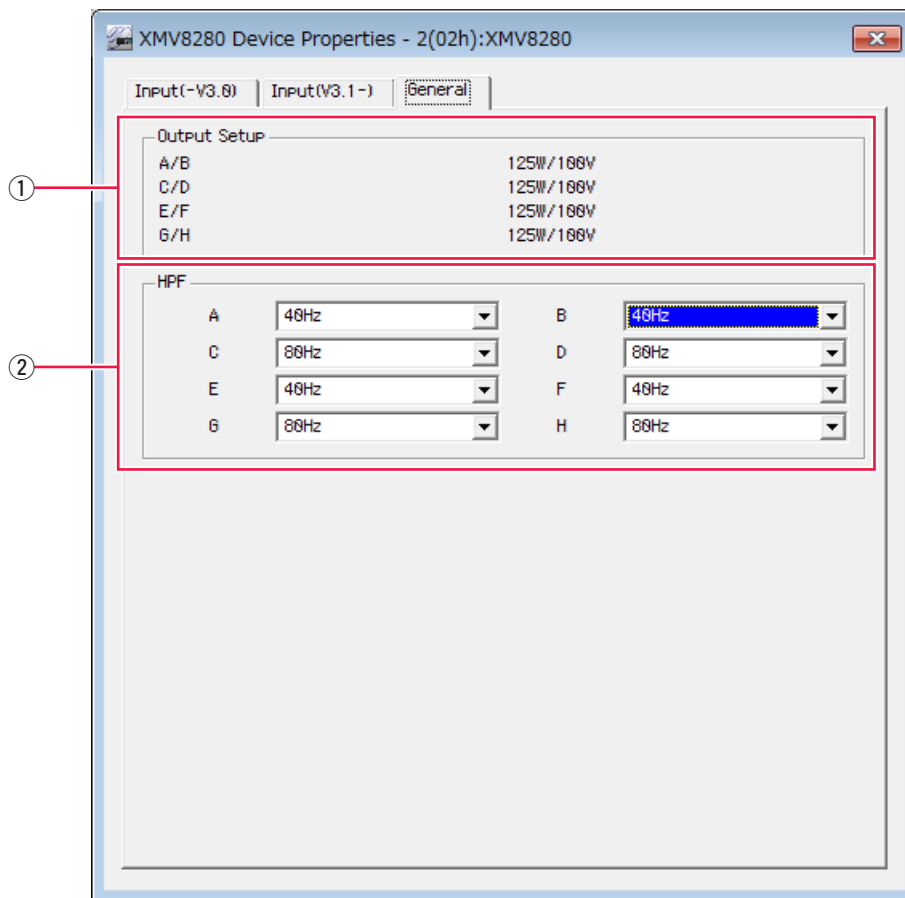 XMV8280 Device Properties - 2(02h):XMV8280
Input(-V3.0) Input(V3.1-) General
Output Setup
① A/B 125W/100V
C/D 125W/100V
E/F 125W/100V
G/H 125W/100V
HPF
② A 40Hz B 40Hz
C 80Hz D 80Hz
E 40Hz F 40Hz
G 80Hz H 80Hz